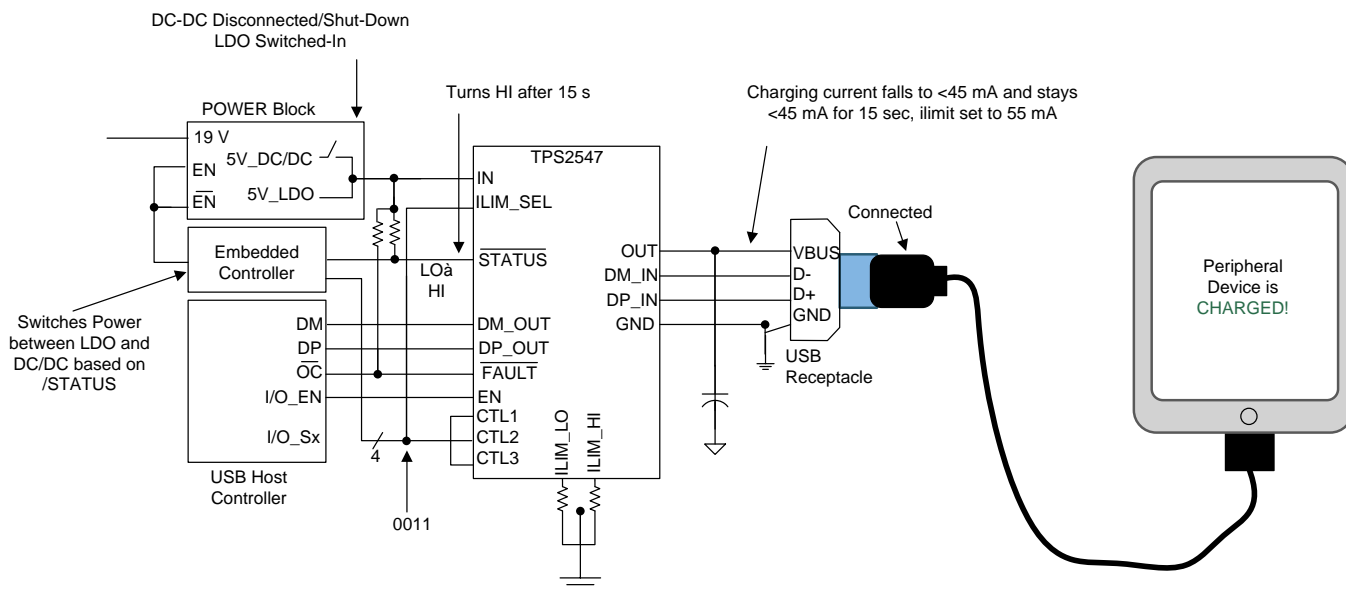 DC-DC Disconnected/Shut-Down
LDO Switched-In
POWER Block
19 V
EN
5V_DC/DC
EN
5V_LDO
Embedded
Controller
Switches Power
between LDO and
DC/DC based on
/STATUS
DM
DP
OC
I/O_EN
I/O_Sx
USB Host
Controller
Turns HI after 15 s
LOà
HI
4
0011
TPS2547
IN
ILIM_SEL
STATUS
DM_OUT
DP_OUT
FAULT
EN
CTL1
CTL2
CTL3
ILIM_LO
ILIM_HI
OUT
DM_IN
DP_IN
GND
Charging current falls to <45 mA and stays
<45 mA for 15 sec, ilimit set to 55 mA
VBUS
D-
D+
GND
USB
Receptacle
Connected
Peripheral
Device is
CHARGED!